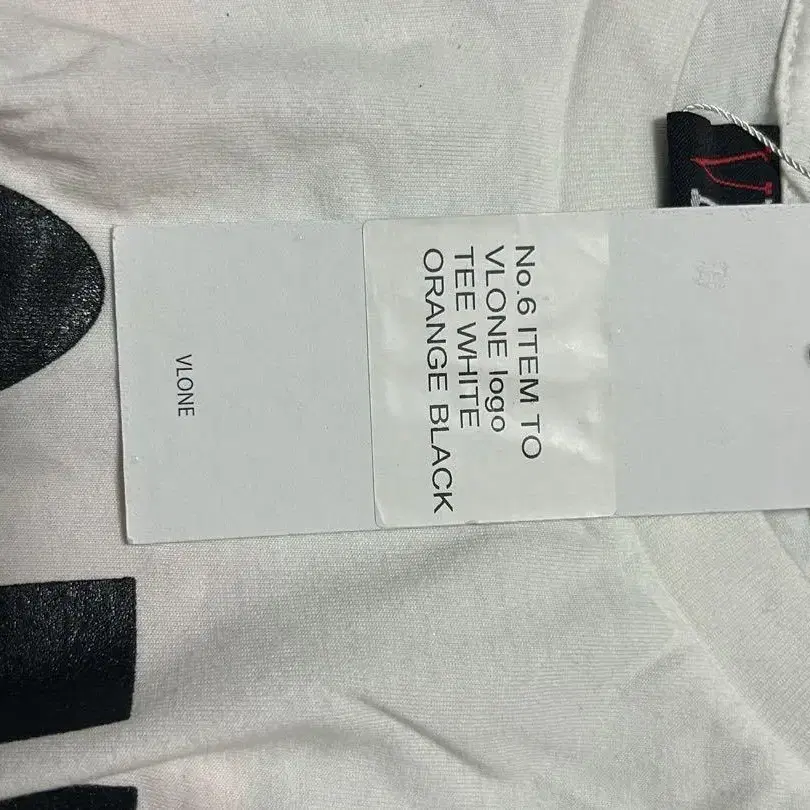 No.6 ITEM TO
VLONE logo
TEE WHITE
ORANGE BLACK
VLONE